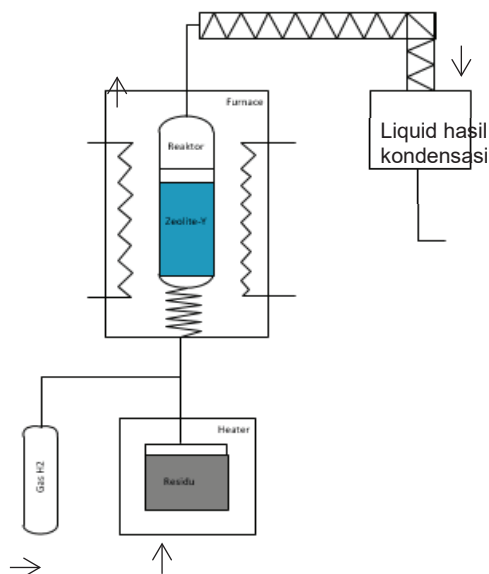 Furnace
Reaktor
Zeolite-Y
Liquid hasil
kondensasi
Gas H2
Heater
Residu